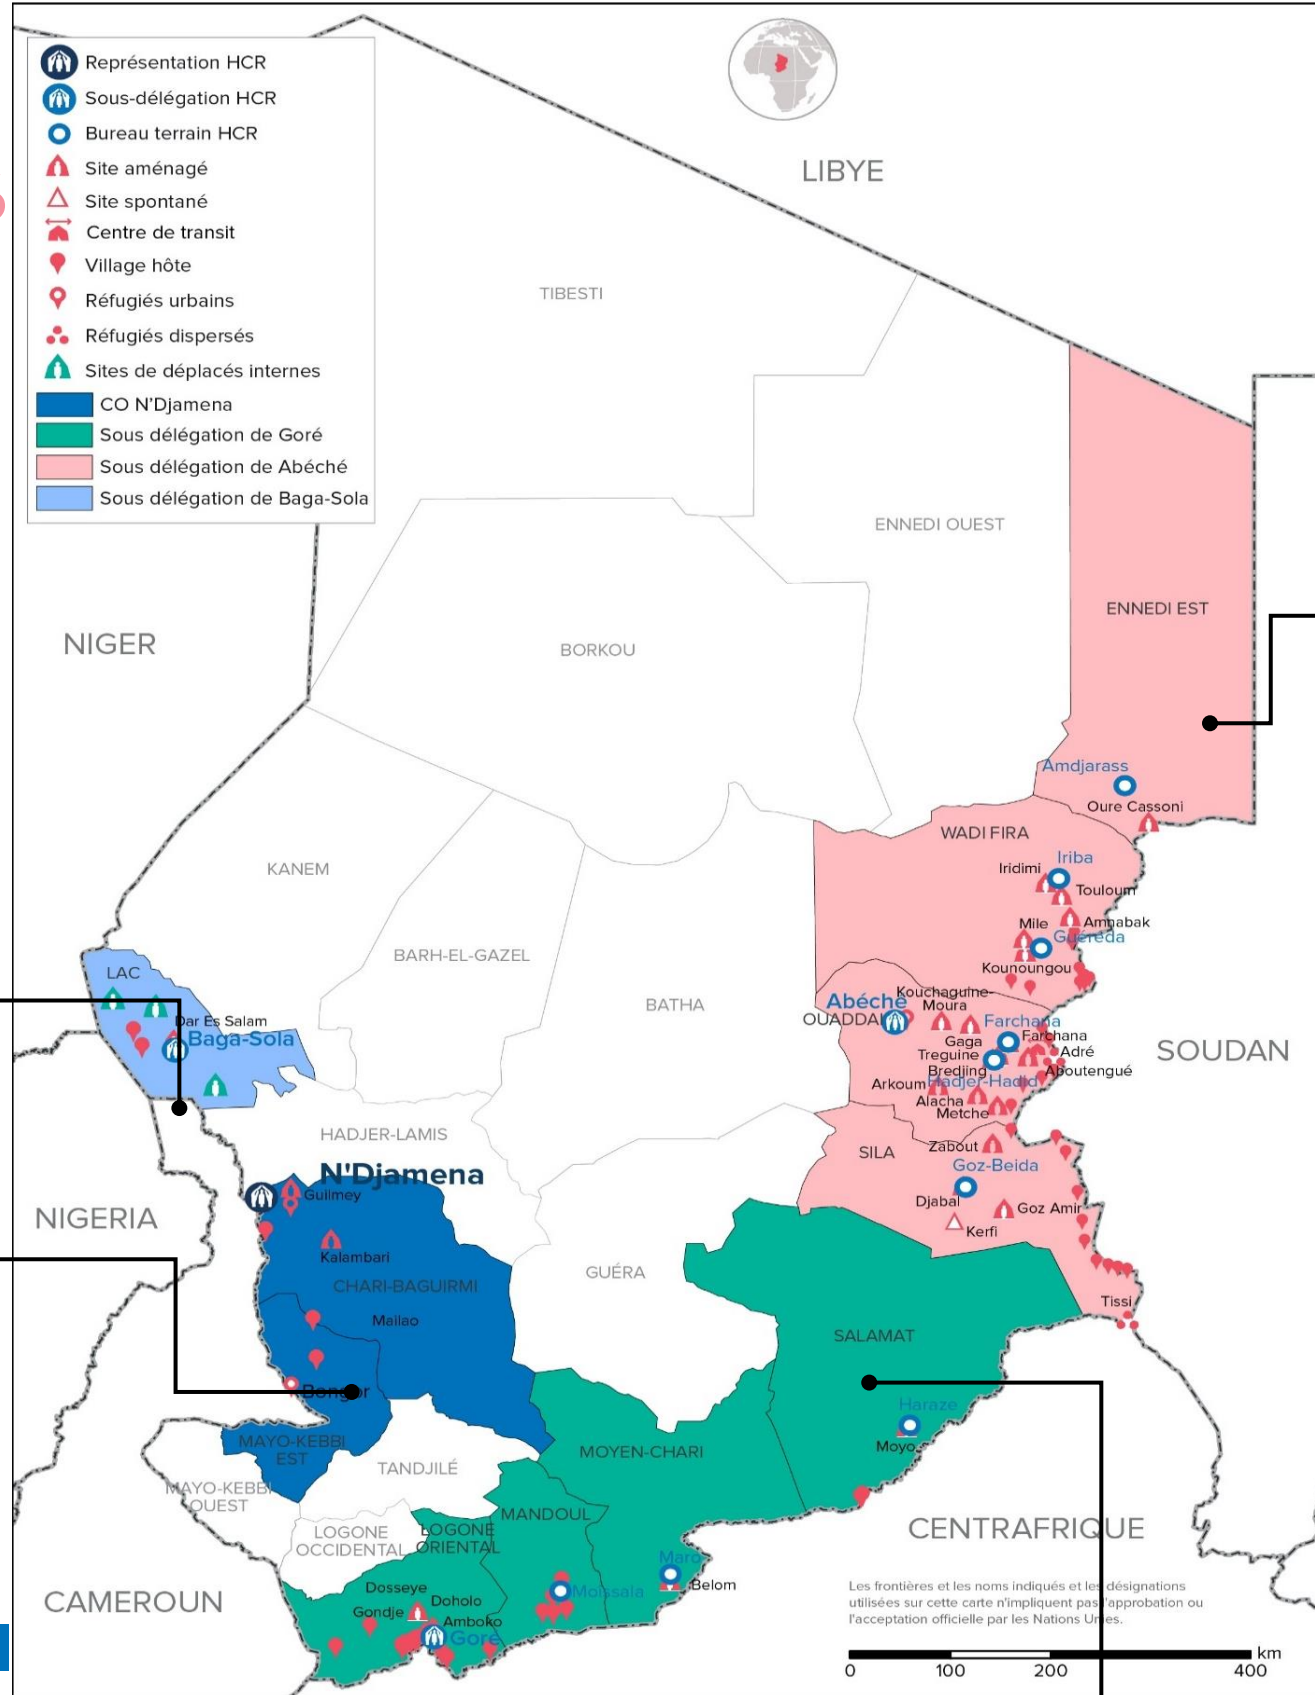 Représentation HCR
Sous-délégation HCR
Bureau terrain HCR
Site aménagé
Site spontané
Centre de transit
Village hôte
Réfugiés urbains
Réfugiés dispersés
Sites de déplacés internes
CO N'Djamena
Sous délégation de Goré
Sous délégation de Abéché
Sous délégation de Baga-Sola
LIBYE
TIBESTI
ENNEDI OUEST
ENNEDI EST
NIGER
BORKOU
Amdjarass
Oure Cassoni
WADI FIRA
Iriba
Iridimi
Touloum
KANEM
Mile
Amnabak
Guéreda
BARH-EL-GAZEL
Kounoungou
LAC
BATHA
Kouchaguine-
Moura
Abéché
OUADDAI
Dar Es Salam
Baga-Sola
Farchana
Farchana
Gaga
Treguine
Adré
SOUDAN
Bredjing
Aboutengué
Hadjer-Hadid
Arkoum
Alacha
Metche
HADJER-LAMIS
Zabout
SILA
Goz-Beida
N'Djamena
Guilmey
Djabal
Goz Amir
NIGERIA
Kerfi
Kalambari
GUÉRA
CHARI-BAGUIRMI
Tissi
Mailao
SALAMAT
Bongor
Haraze
Moyo
MAYO-KEBBI
EST
MOYEN-CHARI
TANDJILÉ
MAYO-KEBBI
OUEST
MANDOUL
LOGONE
OCCIDENTAL
LOGONE
ORIENTAL
CENTRAFRIQUE
Maro
Belom
Moïssala
Dosseye
Doholo
CAMEROUN
Gondje
Amboko
Goré
Les frontières et les noms indiqués et les désignations
utilisées sur cette carte n'impliquent pas l'approbation ou
l'acceptation officielle par les Nations Unies.
km
0 100 200 400